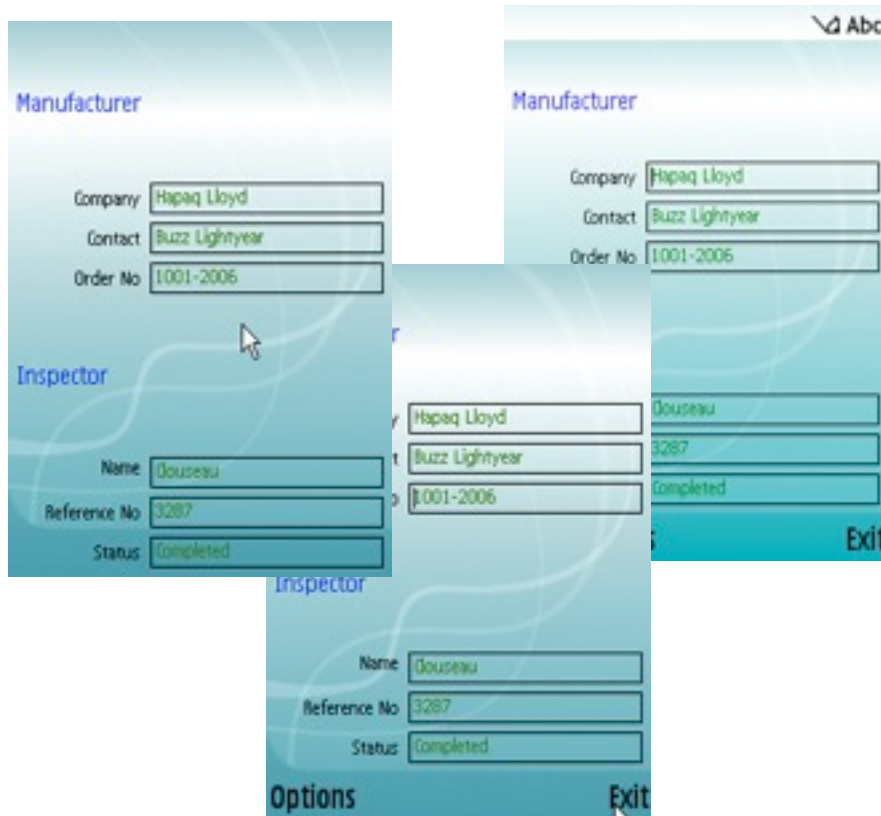 Manufacturer
Company Hapaq Lloyd
Contact Buzz Lightyear
Order No 1001-2006
Inspector
Name Clouseau
Reference No 3287
Status Completed
Abo
Manufacturer
Company Hapaq Lloyd
Contact Buzz Lightyear
Order No 1001-2006
Clouseau
3287
Completed
s Exit
r
y Hapaq Lloyd
t Buzz Lightyear
o 1001-2006
Inspector
Name Clouseau
Reference No 3287
Status Completed
Options Exit